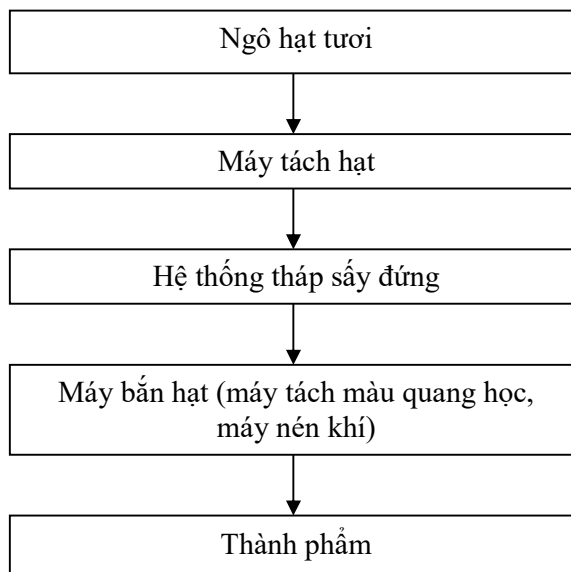 Ngô hạt tươi
Máy tách hạt
Hệ thống tháp sấy đứng
Máy bắn hạt (máy tách màu quang học,
máy nén khí)
Thành phẩm